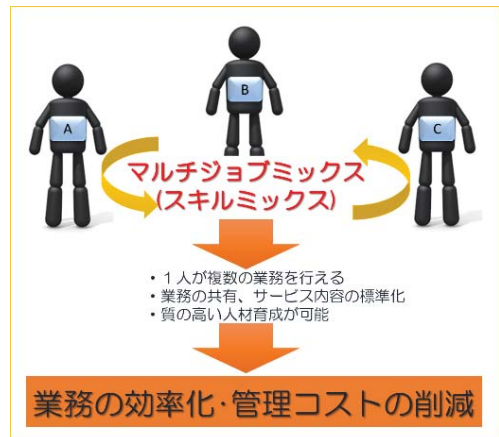 A
B
C
マルチジョブミックス
(スキルミックス)
・１人が複数の業務を行える
・業務の共有、サービス内容の標準化
・質の高い人材育成が可能
業務の効率化･管理コストの削減